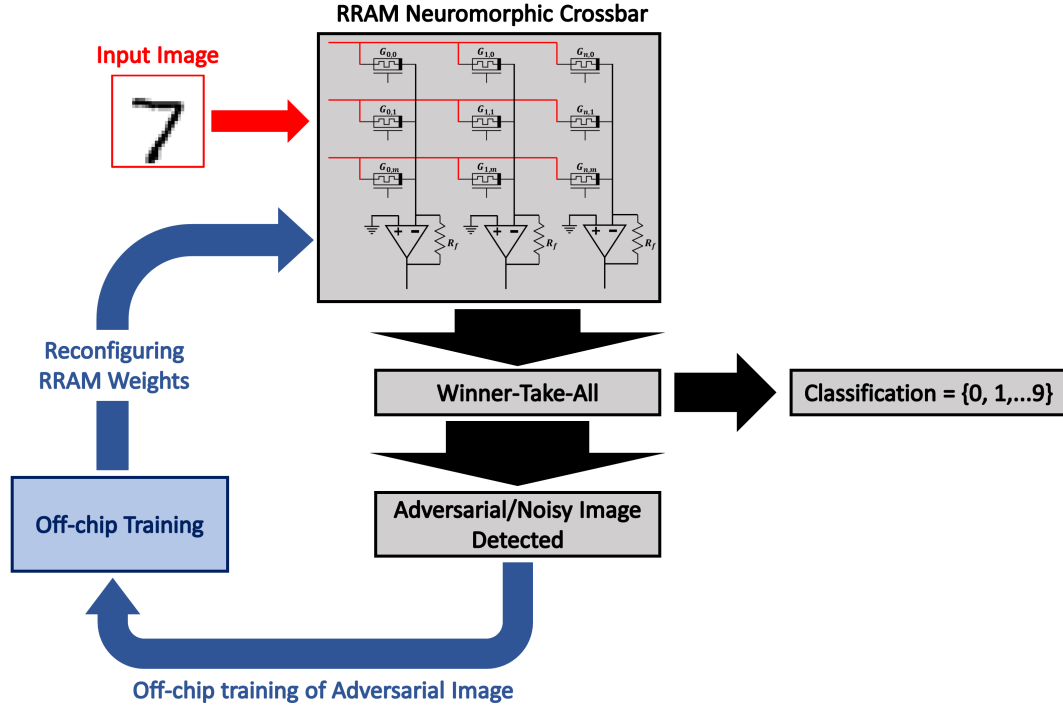 RRAM Neuromorphic Crossbar
Input Image
G0,0 G1,0 Gn,0
G0,1 G1,1 Gn,1
G0,m G1,m Gn,m
+ − Rf + − Rf + − Rf
Reconfiguring
RRAM Weights
Winner-Take-All
Classification = {0, 1,...9}
Off-chip Training
Adversarial/Noisy Image
Detected
Off-chip training of Adversarial Image